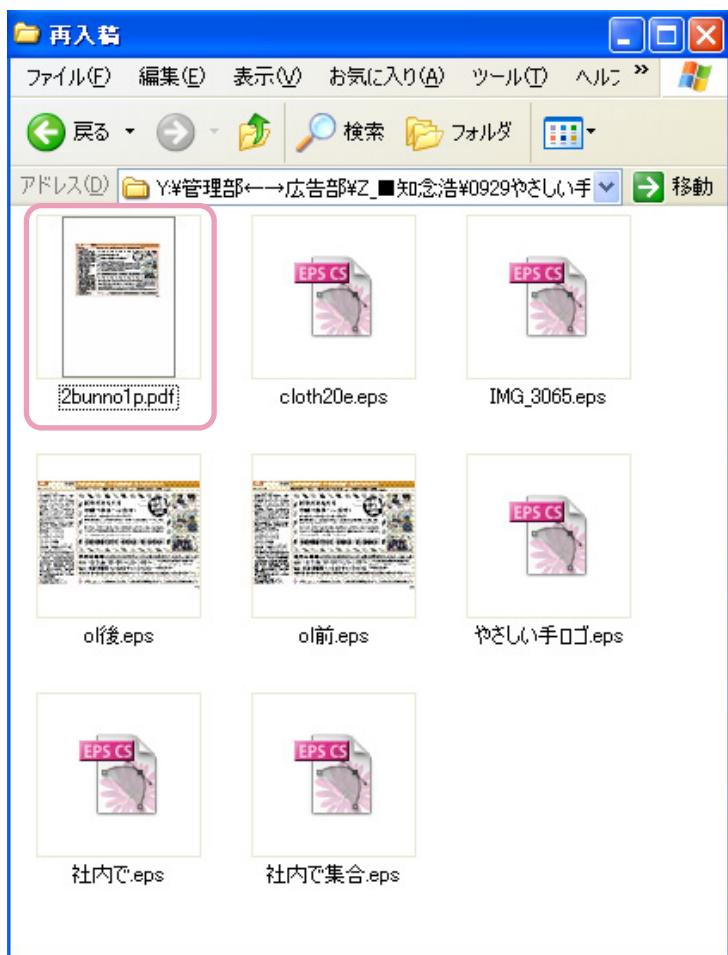 再入稿
ファイル(F) 編集(E) 表示(V) お気に入り(A) ツール(T) ヘルプ »
戻る 検索 フォルダ
アドレス(D) Y:¥管理部←→広告部¥Z_■知念浩¥0929やさしい手 移動
EPS CS EPS CS
2bunno1p.pdf cloth20e.eps IMG_3065.eps
EPS CS
ol後.eps ol前.eps やさしい手ロゴ.eps
EPS CS EPS CS
社内で.eps 社内で集合.eps